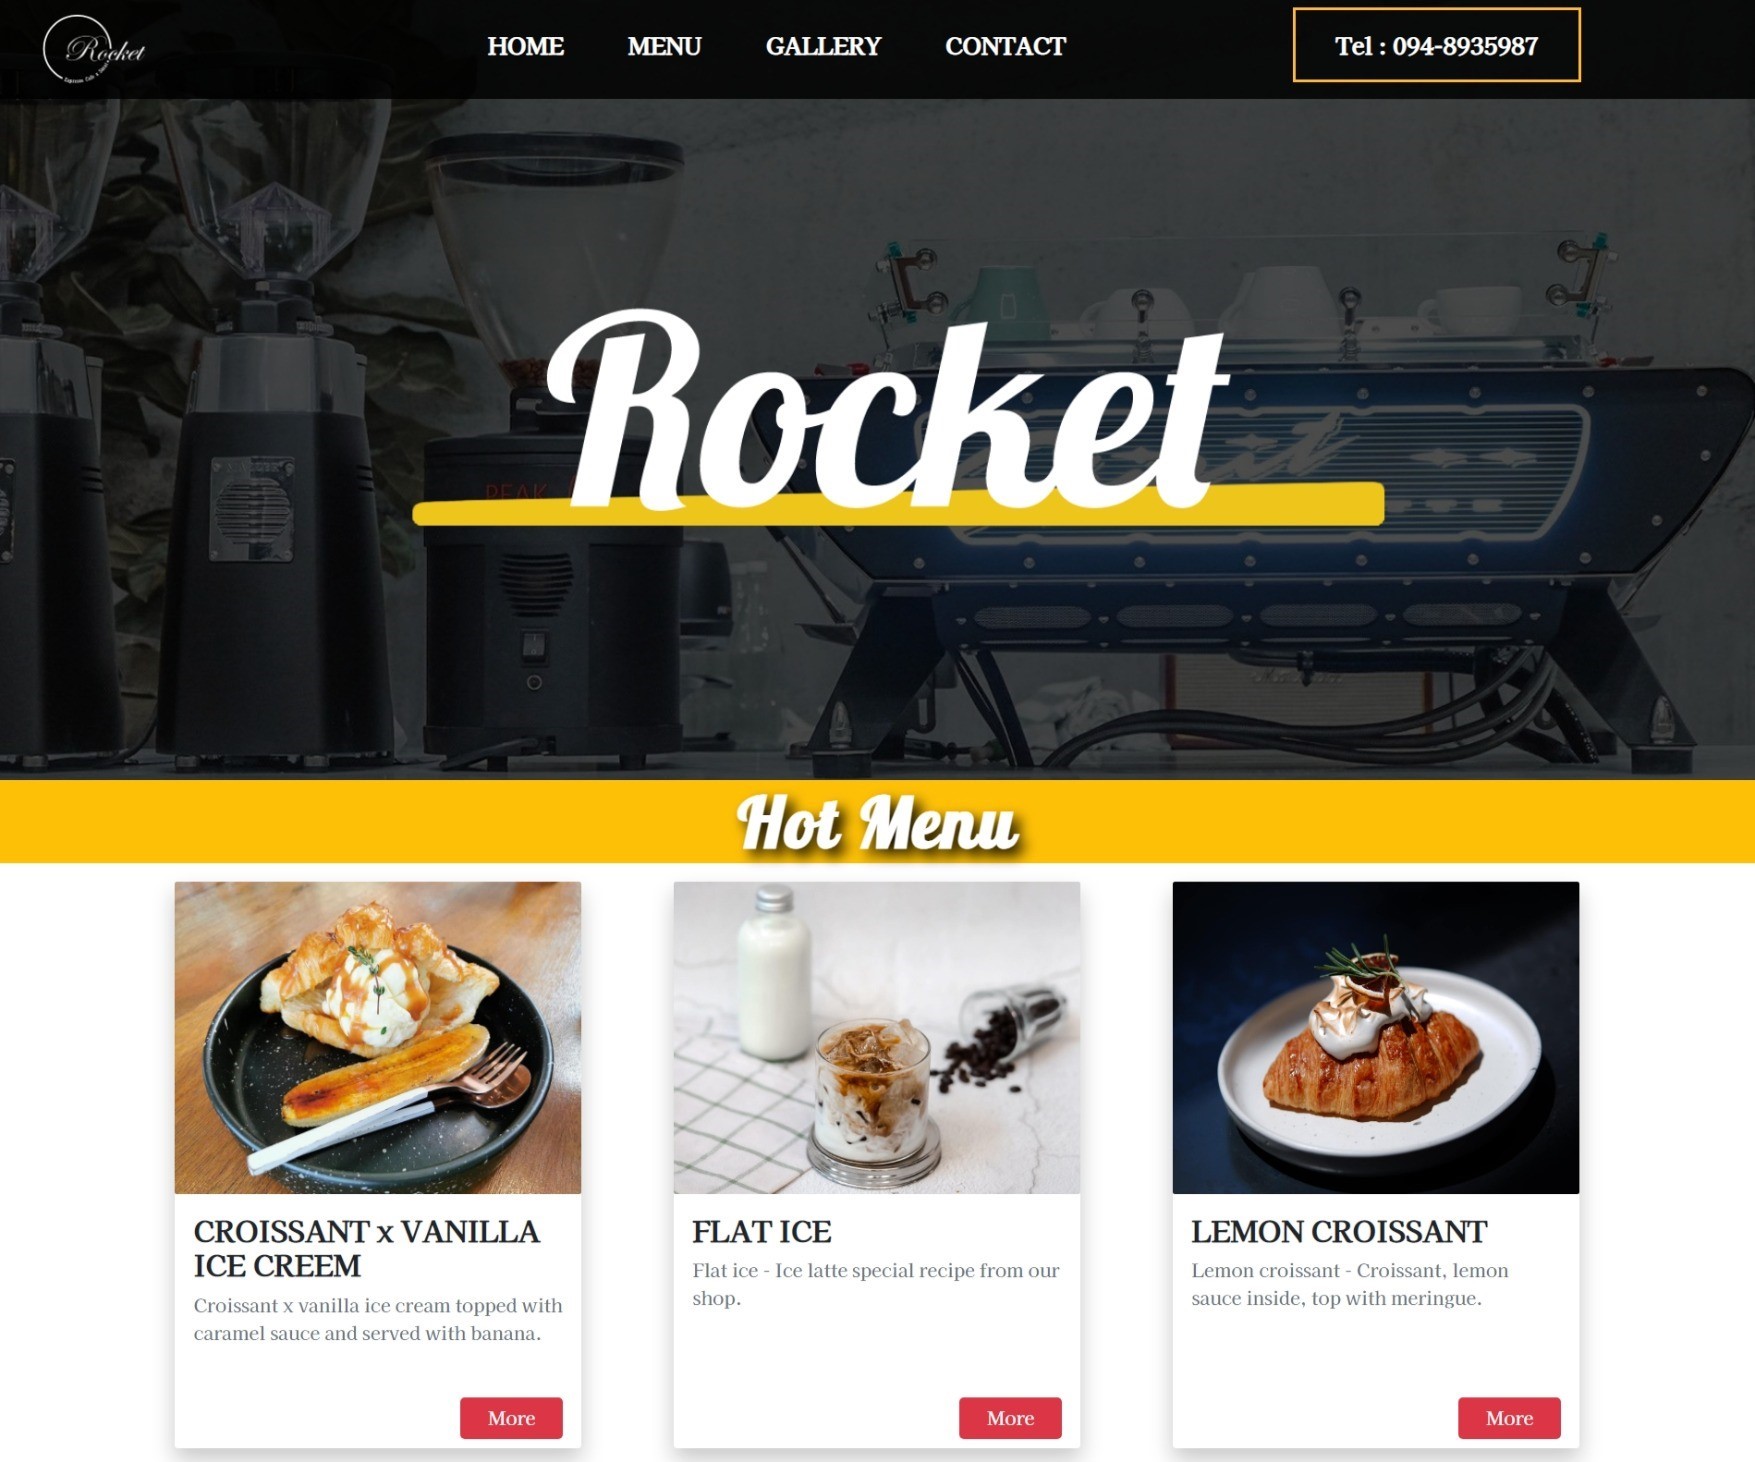 Rocket
HOME
MENU
GALLERY
CONTACT
Tel : 094-8935987
Rocket
PEAK
Hot Menu
CROISSANT x VANILLA
ICE CREEM
Croissant x vanilla ice cream topped with
caramel sauce and served with banana.
More
FLAT ICE
Flat ice - Ice latte special recipe from our
shop.
More
LEMON CROISSANT
Lemon croissant - Croissant, lemon
sauce inside, top with meringue.
More